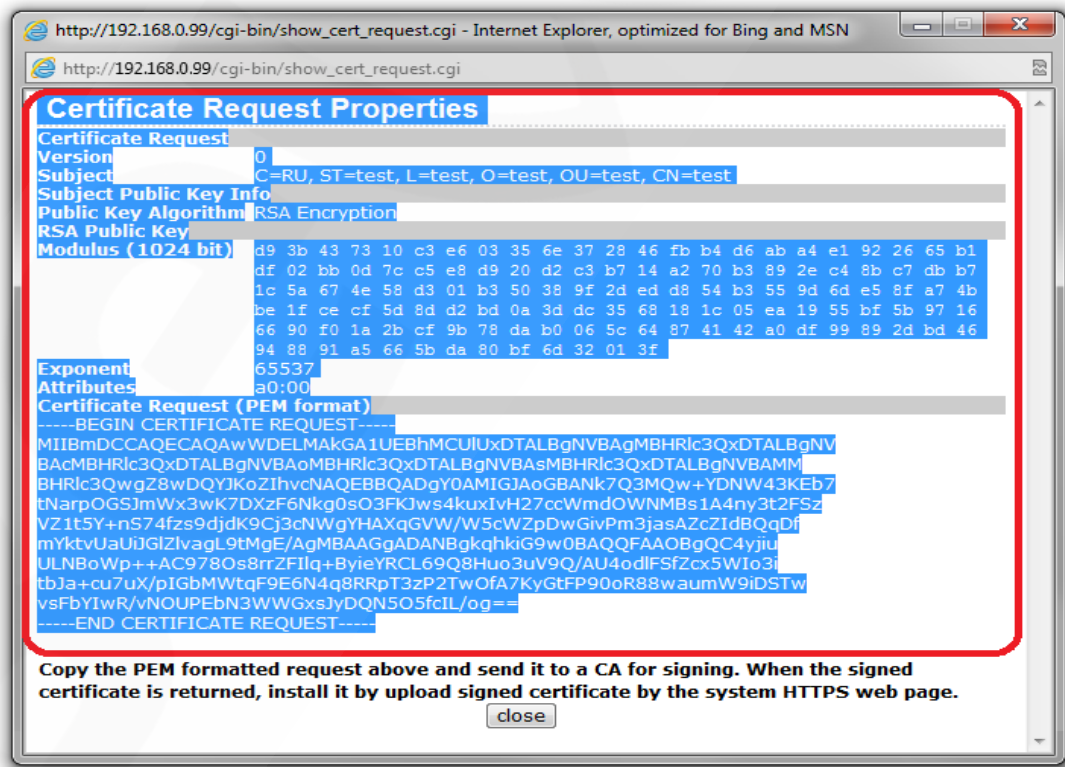 http://192.168.0.99/cgi-bin/show_cert_request.cgi - Internet Explorer, optimized for Bing and MSN
http://192.168.0.99/cgi-bin/show_cert_request.cgi
Certificate Request Properties
Certificate Request
Version 0
Subject C=RU, ST=test, L=test, O=test, OU=test, CN=test
Subject Public Key Info
Public Key Algorithm RSA Encryption
RSA Public Key
Modulus (1024 bit) d9 3b 43 73 10 c3 e6 03 35 6e 37 28 46 fb b4 d6 ab a4 e1 92 26 65 b1
df 02 bb 0d 7c c5 e8 d9 20 d2 c3 b7 14 a2 70 b3 89 2e c4 8b c7 db b7
1c 5a 67 4e 58 d3 01 b3 50 38 9f 2d ed d8 54 b3 55 9d 6d e5 8f a7 4b
be 1f ce cf 5d 8d d2 bd 0a 3d dc 35 68 18 1c 05 ea 19 55 bf 5b 97 16
66 90 f0 1a 2b cf 9b 78 da b0 06 5c 64 87 41 42 a0 df 99 89 2d bd 46
94 88 91 a5 66 5b da 80 bf 6d 32 01 3f
Exponent 65537
Attributes a0:00
Certificate Request (PEM format)
-----BEGIN CERTIFICATE REQUEST-----
MIIBmDCCAQECAQAwWDELMAkGA1UEBhMCUlUxDTALBgNVBAgMBHRlc3QxDTALBgNV
BAcMBHRlc3QxDTALBgNVBAoMBHRlc3QxDTALBgNVBAsMBHRlc3QxDTALBgNVBAMM
BHRlc3QwgZ8wDQYJKoZIhvcNAQEBBQADgY0AMIGJAoGBANk7Q3MQw+YDNW43KEb7
tNarpOGSJmWx3wK7DXzF6Nkg0sO3FKJws4kuxIvH27ccWmdOWNMBs1A4ny3t2FSz
VZ1t5Y+nS74fzs9djdK9Cj3cNWgYHAXqGVW/W5cWZpDwGivPm3jasAZcZIdBQqDf
mYktvUaUiJGlZlvagL9tMgE/AgMBAAGgADANBgkqhkiG9w0BAQQFAAOBgQC4yjiu
ULNBoWp++AC978Os8rrZFIlq+ByieYRCL69Q8Huo3uV9Q/AU4odlFSfZcx5WIo3i
tbJa+cu7uX/pIGbMWtqF9E6N4q8RRpT3zP2TwOfA7KyGtFP90oR88waumW9iDSTw
vsFbYIwR/vNOUPEbN3WWGxsJyDQN5O5fcIL/og==
-----END CERTIFICATE REQUEST-----
Copy the PEM formatted request above and send it to a CA for signing. When the signed
certificate is returned, install it by upload signed certificate by the system HTTPS web page.
close